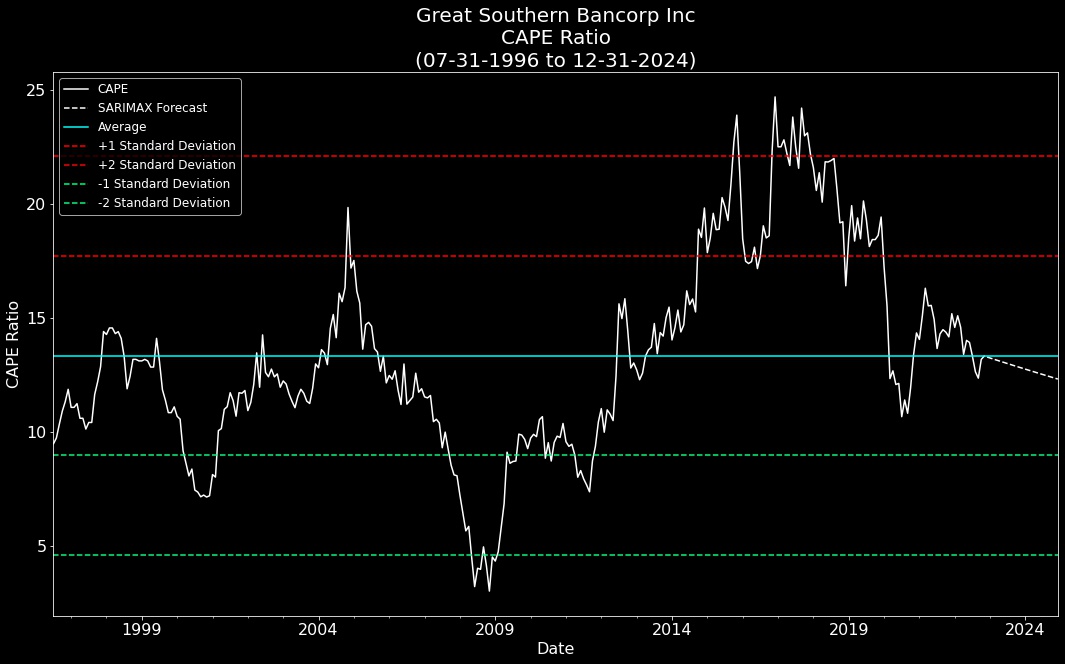 Great Southern Bancorp Inc
CAPE Ratio
(07-31-1996 to 12-31-2024)
CAPE
SARIMAX Forecast
Average
+1 Standard Deviation
+2 Standard Deviation
-1 Standard Deviation
-2 Standard Deviation
25
20
15
10
5
CAPE Ratio
1999 2004 2009 2014 2019 2024
Date